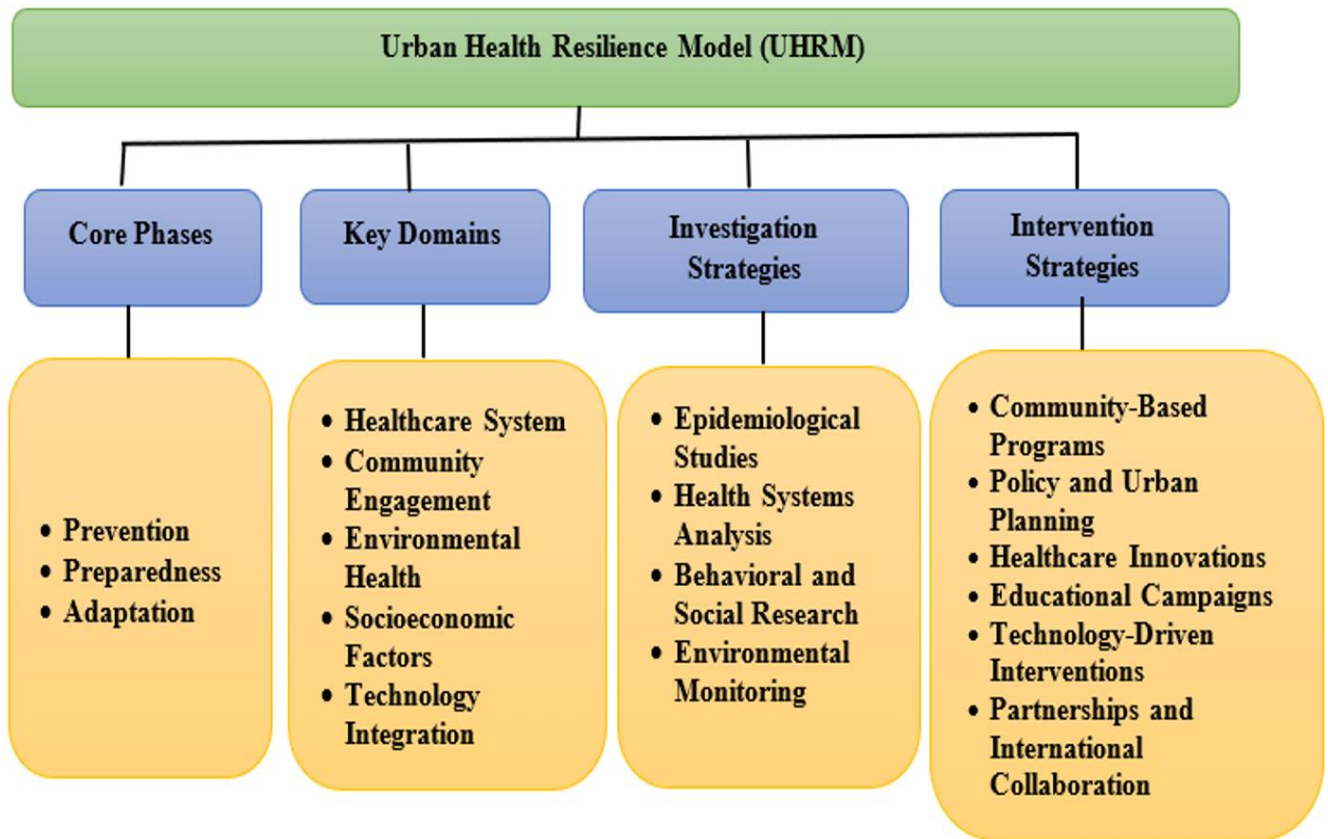 Urban Health Resilience Model (UHRM)
Core Phases
Key Domains
Investigation
Strategies
Intervention
Strategies
• Prevention
• Preparedness
• Adaptation
• Healthcare System
• Community
Engagement
• Environmental
Health
• Socioeconomic
Factors
• Technology
Integration
• Epidemiological
Studies
• Health Systems
Analysis
• Behavioral and
Social Research
• Environmental
Monitoring
• Community-Based
Programs
• Policy and Urban
Planning
• Healthcare Innovations
• Educational Campaigns
• Technology-Driven
Interventions
• Partnerships and
International
Collaboration